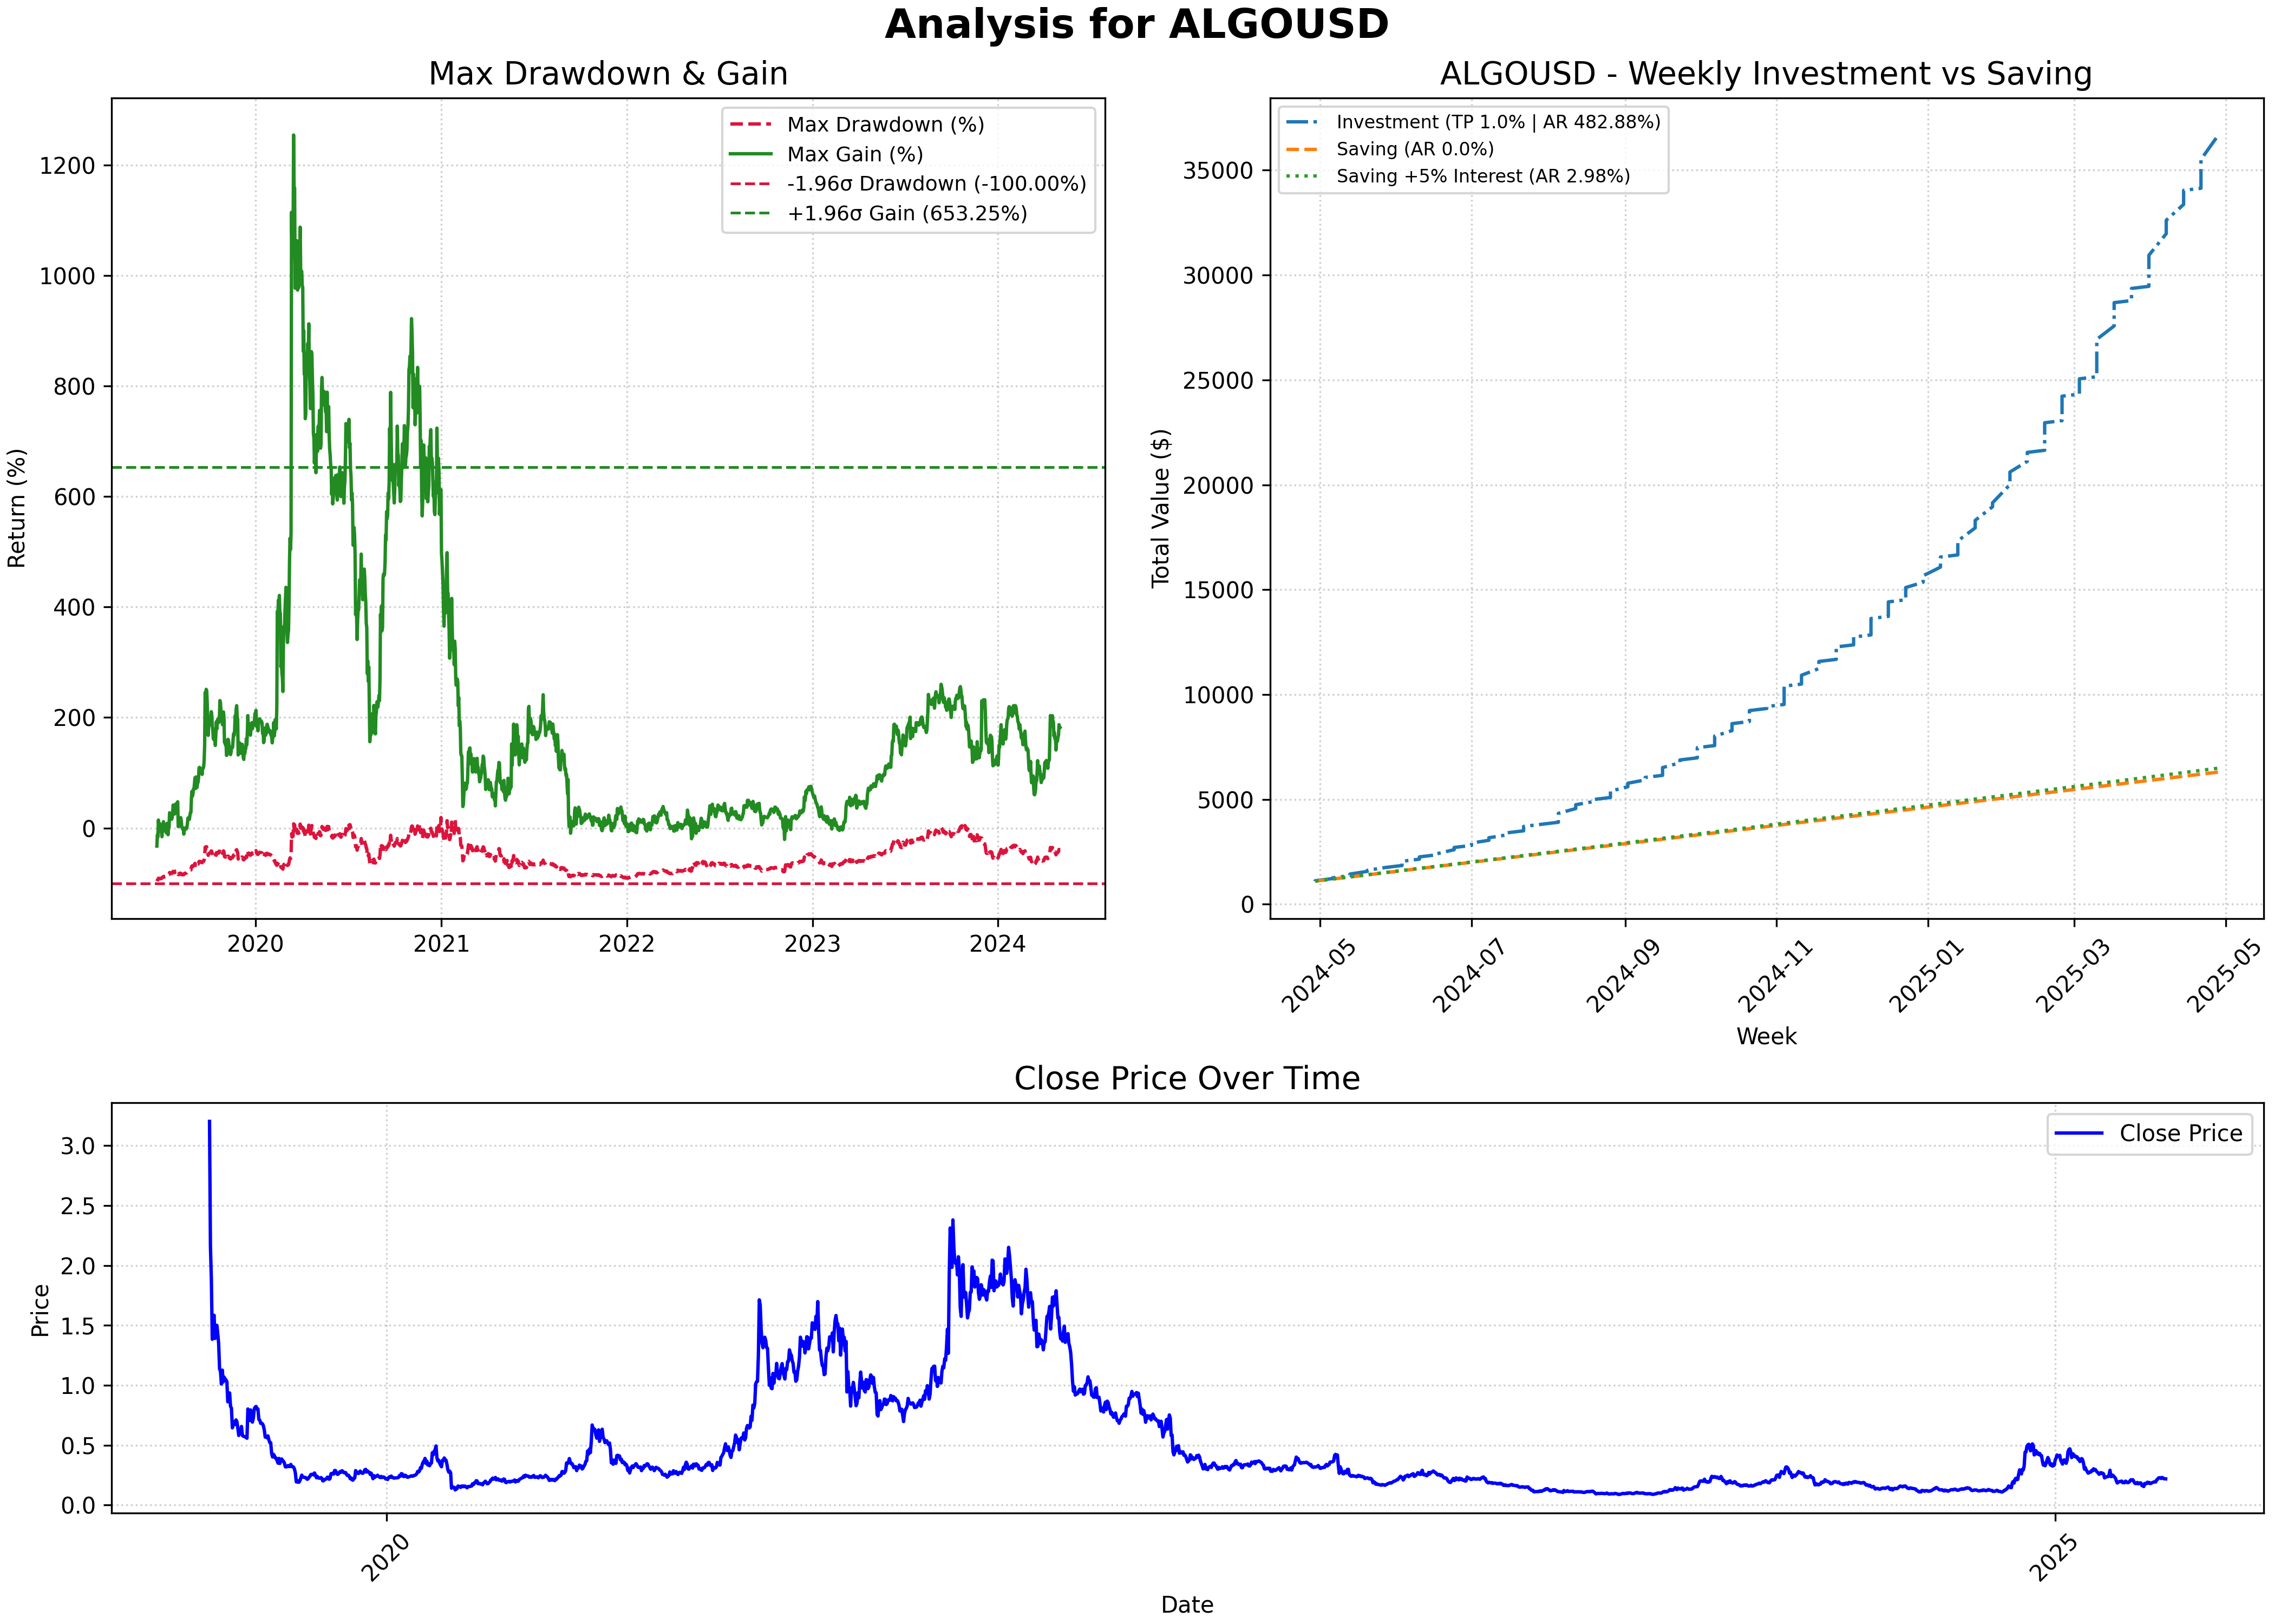 Analysis for ALGOUSD
Max Drawdown & Gain
Return (%)
1200
1000
800
600
400
200
0
2020
2021
2022
2023
2024
Max Drawdown (%)
Max Gain (%)
-1.96σ Drawdown (-100.00%)
+1.96σ Gain (653.25%)
ALGOUSD - Weekly Investment vs Saving
Total Value ($)
35000
30000
25000
20000
15000
10000
5000
0
2024-05
2024-07
2024-09
2024-11
2025-01
2025-03
2025-05
Week
Investment (TP 1.0% | AR 482.88%)
Saving (AR 0.0%)
Saving +5% Interest (AR 2.98%)
Close Price Over Time
Price
3.0
2.5
2.0
1.5
1.0
0.5
0.0
2020
2025
Date
Close Price